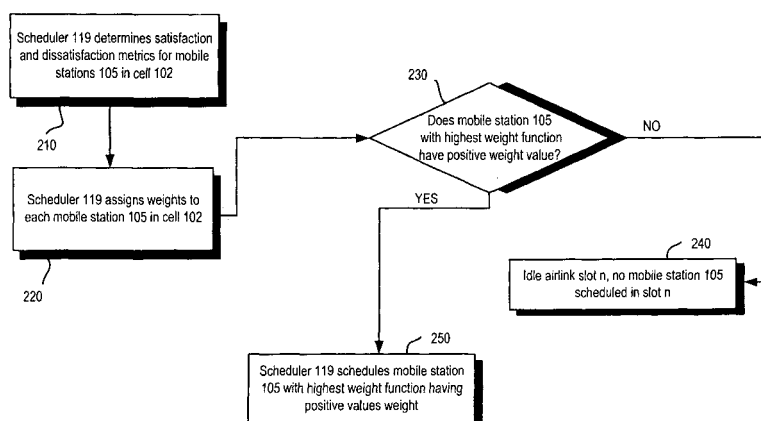 Scheduler 119 determines satisfaction
and dissatisfaction metrics for mobile
stations 105 in cell 102
210
Scheduler 119 assigns weights to
each mobile station 105 in cell 102
220
230
Does mobile station 105
with highest weight function
have positive weight value?
NO
YES
240
Idle airlink slot n, no mobile station 105
scheduled in slot n
250
Scheduler 119 schedules mobile station
105 with highest weight function having
positive values weight